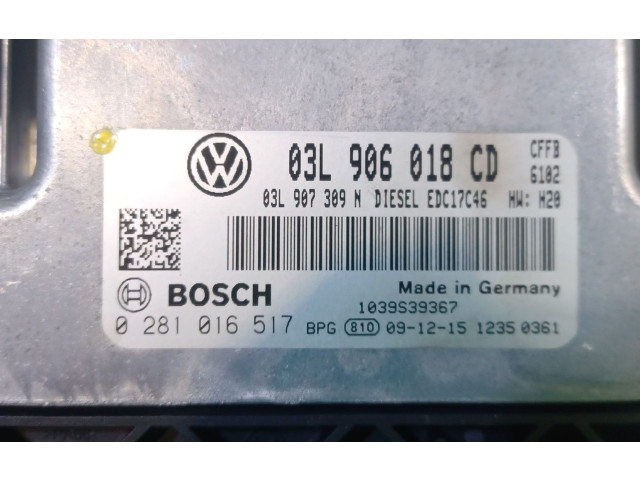 03L 906 018 CD CFFB
6102
03L 907 309 N DIESEL EDC17C46 HW: H20
BOSCH Made in Germany
1039S39367
0 281 016 517 BPG 810 09-12-15 1235 0361